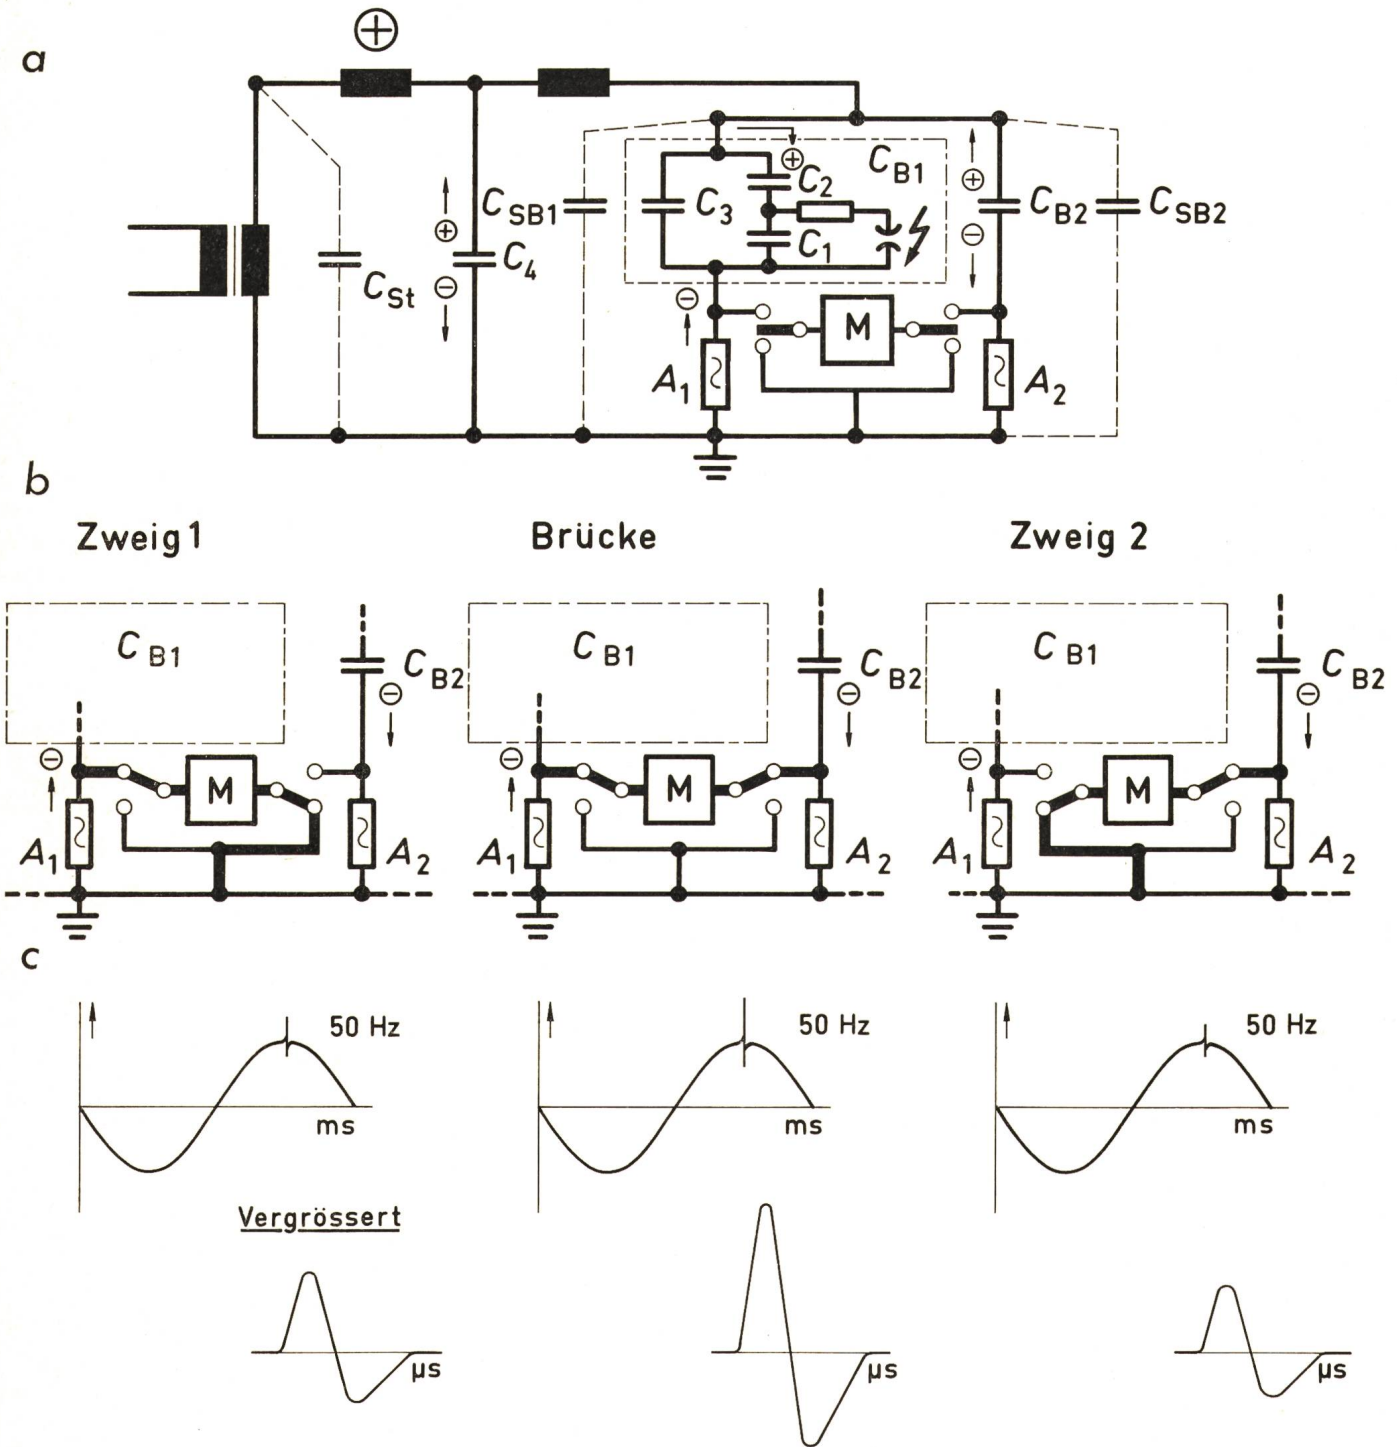 a
⊕
⊕
C_B1
⊕
⊕
C_SB1
C_3
C_2
C_B2
C_SB2
C_1
C_St
C_4
⊖
⊖
⊖
M
A_1
A_2
b
Zweig 1
Brücke
Zweig 2
C_B1
C_B2
C_B1
C_B2
C_B1
C_B2
⊖
⊖
⊖
⊖
⊖
⊖
M
M
M
A_1
A_2
A_1
A_2
A_1
A_2
c
50 Hz
50 Hz
50 Hz
ms
ms
ms
Vergrössert
µs
µs
µs